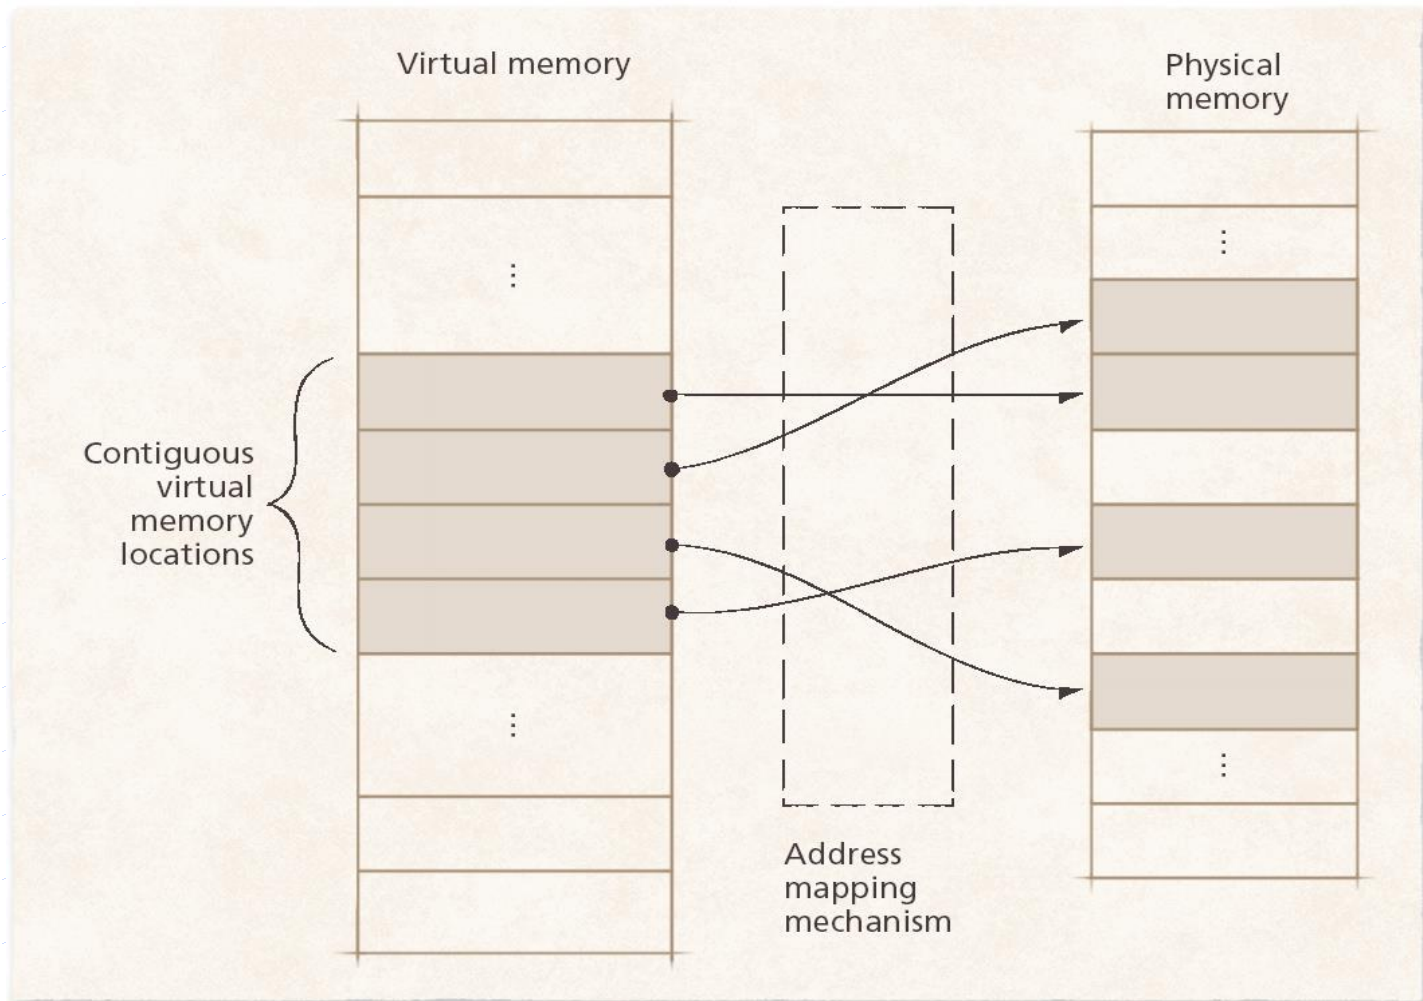 Virtual memory
Physical
memory
⋮
⋮
Contiguous
virtual
memory
locations
⋮
⋮
Address
mapping
mechanism